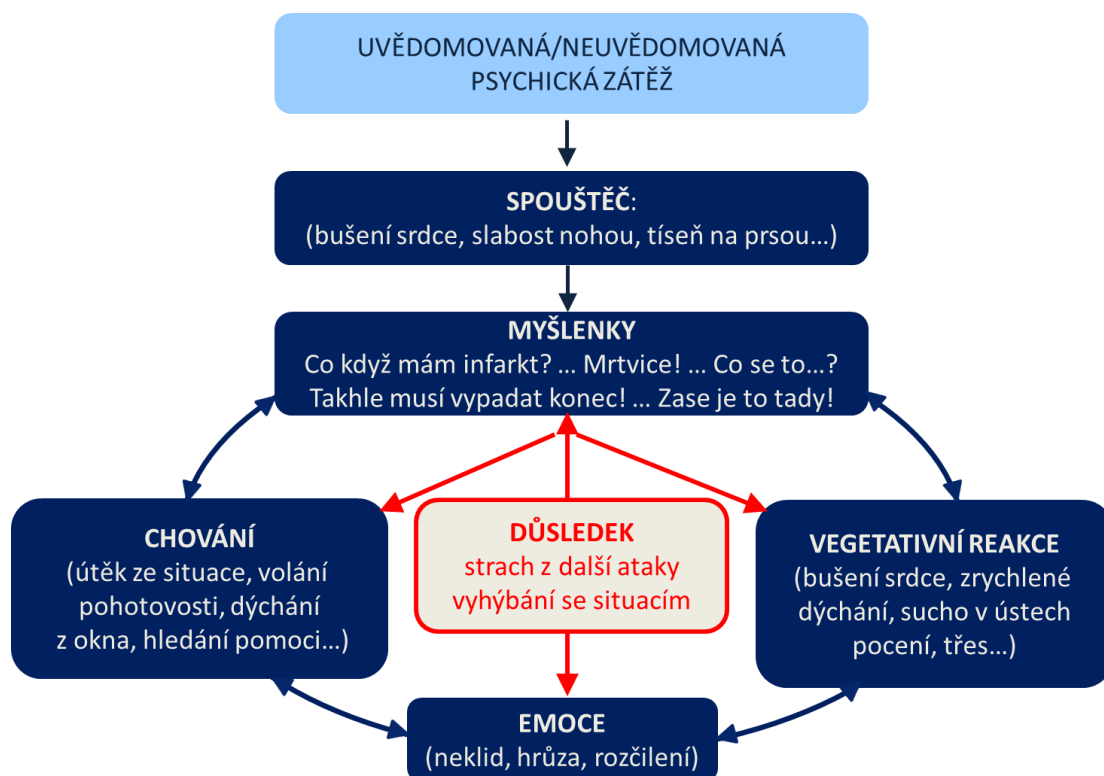 UVĚDOMOVANÁ/NEUVĚDOMOVANÁ
PSYCHICKÁ ZÁTĚŽ
SPOUŠTĚČ:
(bušení srdce, slabost nohou, tíseň na prsou...)
MYŠLENKY
Co když mám infarkt? ... Mrtvice! ... Co se to...?
Takhle musí vypadat konec! ... Zase je to tady!
CHOVÁNÍ
(útěk ze situace, volání
pohotovosti, dýchání
z okna, hledání pomoci...)
DŮSLEDEK
strach z další ataky
vyhýbání se situacím
VEGETATIVNÍ REAKCE
(bušení srdce, zrychlené
dýchání, sucho v ústech
pocení, třes...)
EMOCE
(neklid, hrůza, rozčilení)